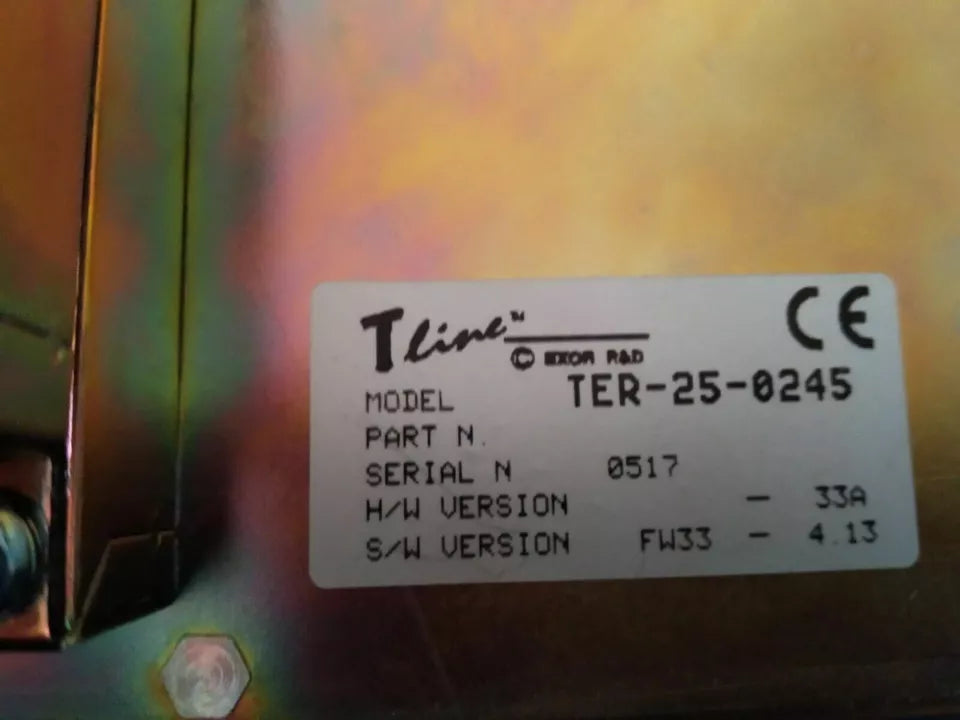 Tline™
© EXOR R&D
CE
MODEL TER-25-0245
PART N.
SERIAL N 0517
H/W VERSION - 33A
S/W VERSION FW33 - 4.13